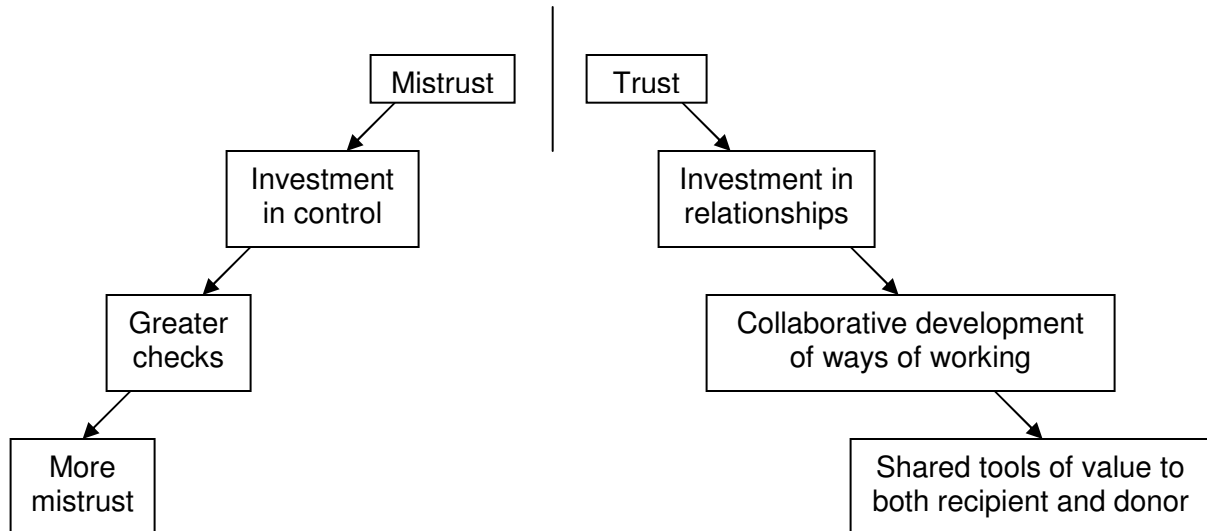 Mistrust
Trust
Investment
in control
Investment in
relationships
Greater
checks
Collaborative development
of ways of working
More
mistrust
Shared tools of value to
both recipient and donor